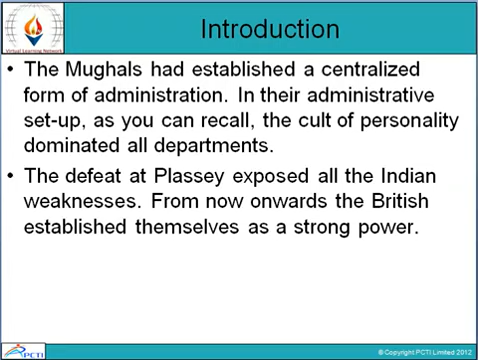 Introduction
Virtual Learning Network
• The Mughals had established a centralized
form of administration. In their administrative
set-up, as you can recall, the cult of personality
dominated all departments.
• The defeat at Plassey exposed all the Indian
weaknesses. From now onwards the British
established themselves as a strong power.
PCTI
© Copyright PCTI Limited 2012